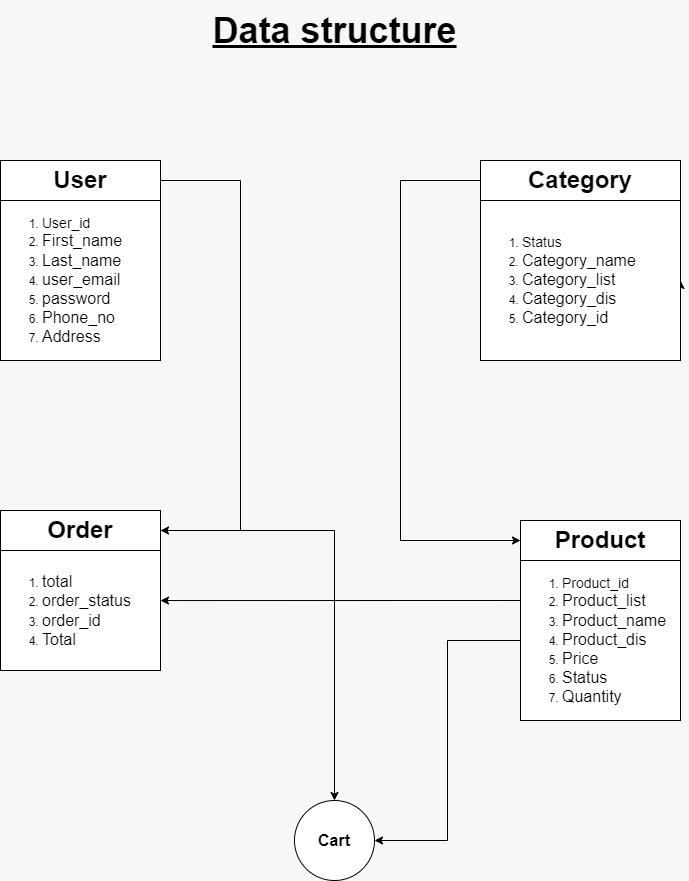 Data structure
User
1. User_id
2. First_name
3. Last_name
4. user_email
5. password
6. Phone_no
7. Address
Category
1. Status
2. Category_name
3. Category_list
4. Category_dis
5. Category_id
Order
1. total
2. order_status
3. order_id
4. Total
Product
1. Product_id
2. Product_list
3. Product_name
4. Product_dis
5. Price
6. Status
7. Quantity
Cart